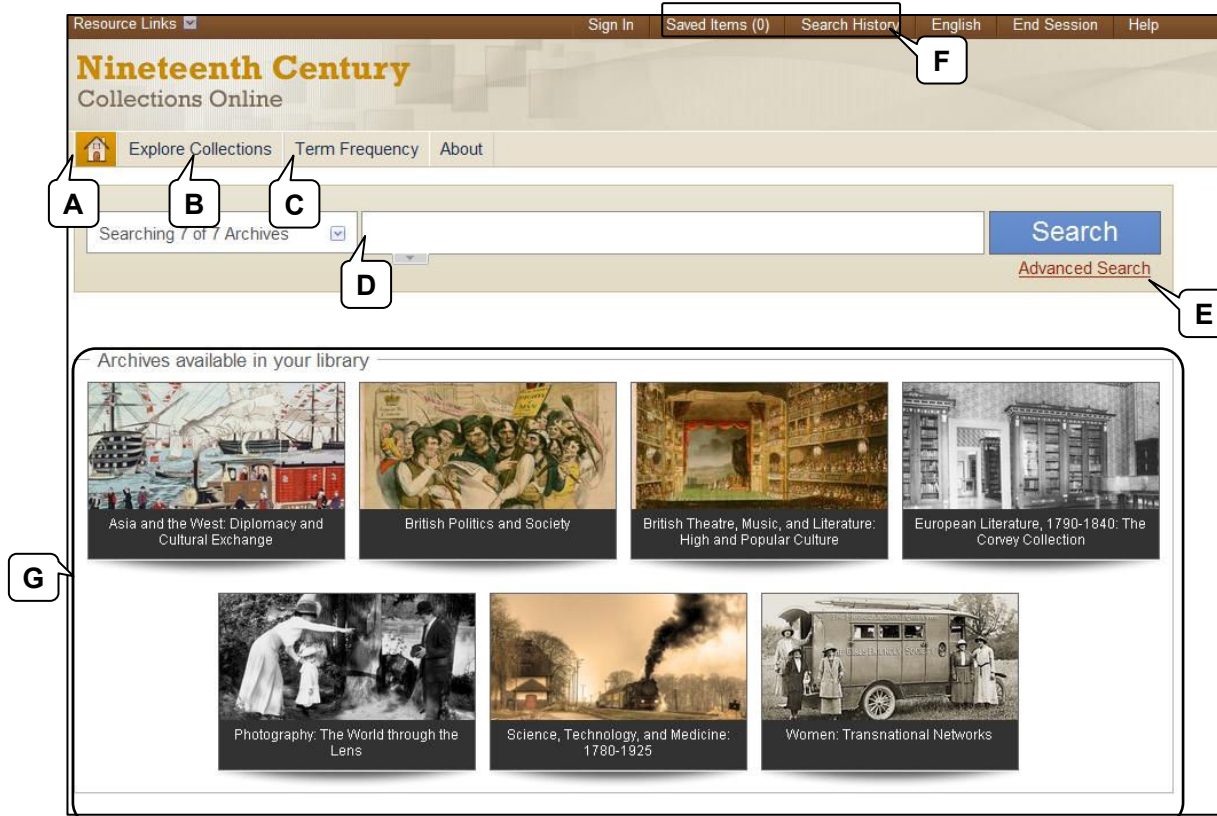 Resource Links
Sign In Saved Items (0) Search History English End Session Help
F
Nineteenth Century
Collections Online
Explore Collections Term Frequency About
A B C
Searching 7 of 7 Archives
Search
D
Advanced Search
E
Archives available in your library
Asia and the West: Diplomacy and
Cultural Exchange
British Politics and Society
British Theatre, Music, and Literature:
High and Popular Culture
European Literature, 1790-1840: The
Corvey Collection
G
Photography: The World through the
Lens
Science, Technology, and Medicine:
1780-1925
Women: Transnational Networks